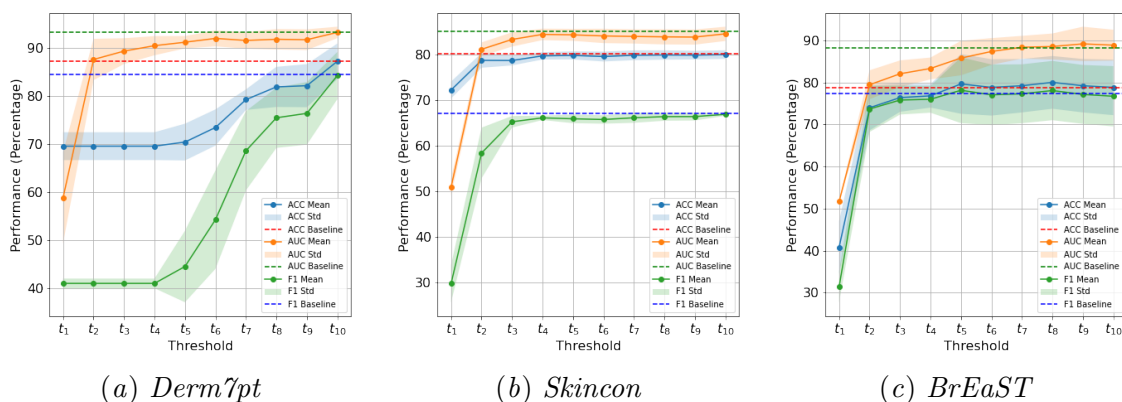 Performance (Percentage)
90
80
70
60
50
40
t1 t2 t3 t4 t5 t6 t7 t8 t9 t10
Threshold
ACC Mean
ACC Std
ACC Baseline
AUC Mean
AUC Std
AUC Baseline
F1 Mean
F1 Std
F1 Baseline
(a) Derm7pt
Performance (Percentage)
90
80
70
60
50
40
30
t1 t2 t3 t4 t5 t6 t7 t8 t9 t10
Threshold
ACC Mean
ACC Std
ACC Baseline
AUC Mean
AUC Std
AUC Baseline
F1 Mean
F1 Std
F1 Baseline
(b) Skincon
Performance (Percentage)
90
80
70
60
50
40
30
t1 t2 t3 t4 t5 t6 t7 t8 t9 t10
Threshold
ACC Mean
ACC Std
ACC Baseline
AUC Mean
AUC Std
AUC Baseline
F1 Mean
F1 Std
F1 Baseline
(c) BrEaST